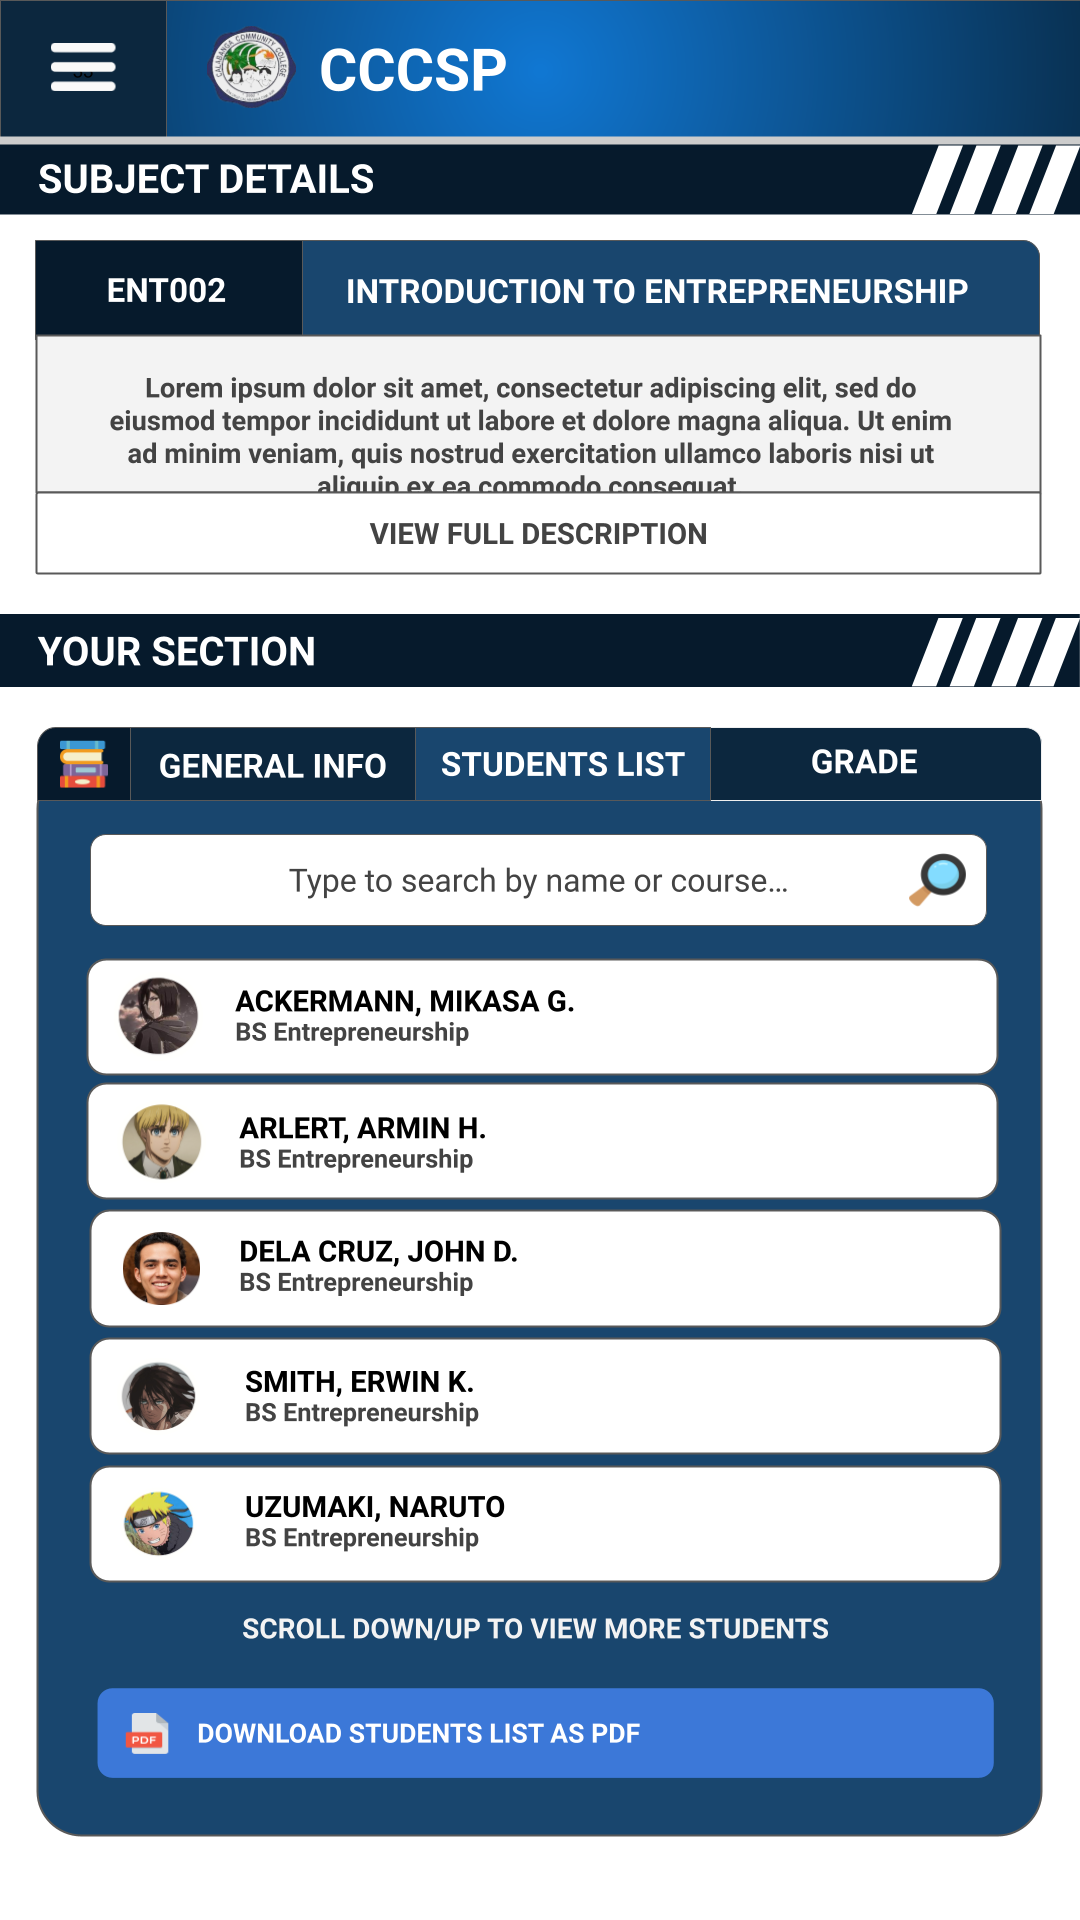 CALABANGA COMMUNITY COLLEGE
CCCSP
SUBJECT DETAILS
ENT002
INTRODUCTION TO ENTREPRENEURSHIP
Lorem ipsum dolor sit amet, consectetur adipiscing elit, sed do
eiusmod tempor incididunt ut labore et dolore magna aliqua. Ut enim
ad minim veniam, quis nostrud exercitation ullamco laboris nisi ut
aliquip ex ea commodo consequat
VIEW FULL DESCRIPTION
YOUR SECTION
GENERAL INFO
STUDENTS LIST
GRADE
Type to search by name or course...
ACKERMANN, MIKASA G.
BS Entrepreneurship
ARLERT, ARMIN H.
BS Entrepreneurship
DELA CRUZ, JOHN D.
BS Entrepreneurship
SMITH, ERWIN K.
BS Entrepreneurship
UZUMAKI, NARUTO
BS Entrepreneurship
SCROLL DOWN/UP TO VIEW MORE STUDENTS
PDF
DOWNLOAD STUDENTS LIST AS PDF